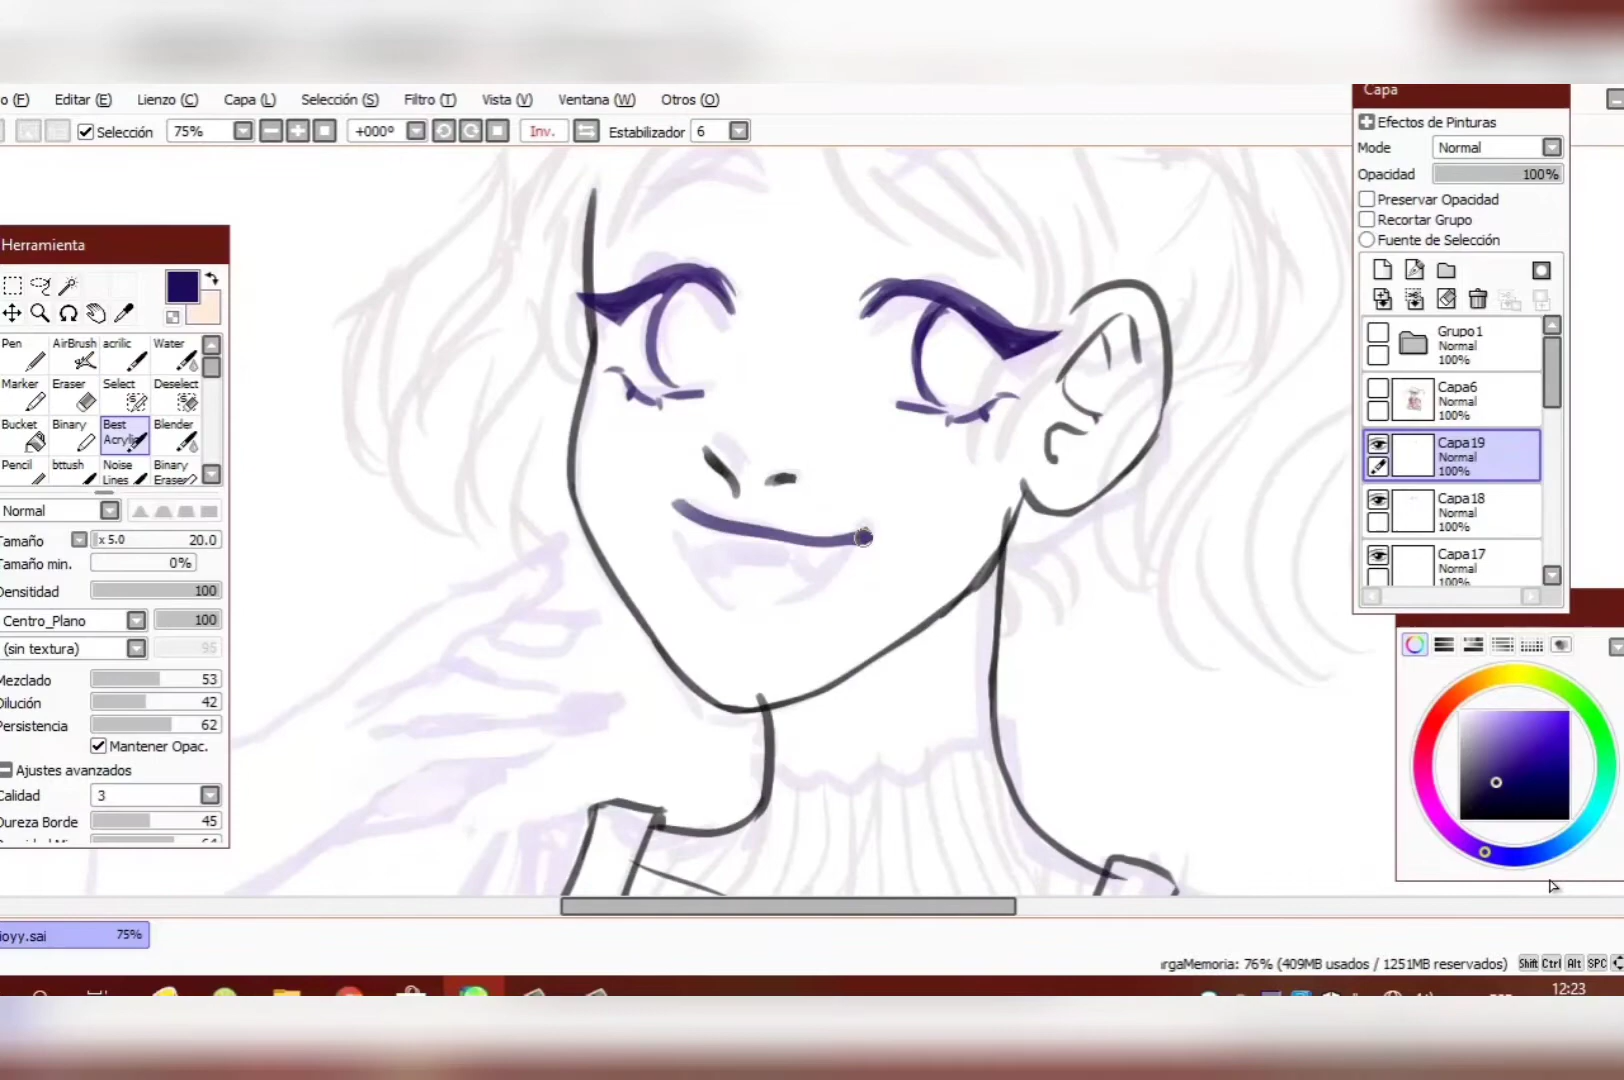 o (F) Editar (E) Lienzo (C) Capa (L) Selección (S) Filtro (T) Vista (V) Ventana (W) Otros (O)
Selección 75% +000º Inv. Estabilizador 6
Herramienta
Pen AirBrush acrilic Water
Marker Eraser Select Deselect
Bucket Binary Best Acrylic Blender
Pencil bttush Noise Lines Binary Eraser
Normal
Tamaño x 5.0 20.0
Tamaño min. 0%
Densitidad 100
Centro_Plano 100
(sin textura) 95
Mezclado 53
Dilución 42
Persistencia 62
Mantener Opac.
Ajustes avanzados
Calidad 3
Dureza Borde 45
Capa
Efectos de Pinturas
Mode Normal
Opacidad 100%
Preservar Opacidad
Recortar Grupo
Fuente de Selección
Grupo1
Normal
100%
Capa6
Normal
100%
Capa19
Normal
100%
Capa18
Normal
100%
Capa17
Normal
100%
ioyy.sai 75%
rgaMemoria: 76% (409MB usados / 1251MB reservados) Shift Ctrl Alt SPC
12:23